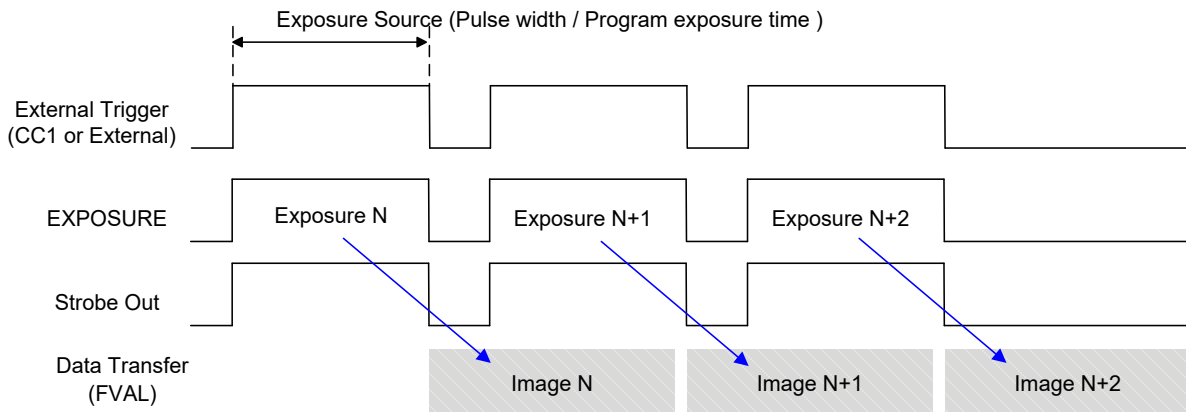 Exposure Source (Pulse width / Program exposure time )
External Trigger
(CC1 or External)
EXPOSURE
Exposure N
Exposure N+1
Exposure N+2
Strobe Out
Data Transfer
(FVAL)
Image N
Image N+1
Image N+2